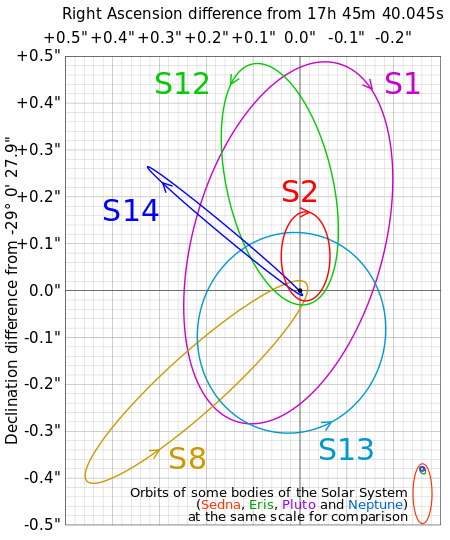 Right Ascension difference from 17h 45m 40.045s
+0.5" +0.4" +0.3" +0.2" +0.1" 0.0" -0.1" -0.2"
+0.5"
S12
S1
+0.4"
+0.3"
S2
+0.2"
S14
+0.1"
Declination difference from -29° 0' 27.9"
0.0"
-0.1"
-0.2"
-0.3"
S13
S8
-0.4"
Orbits of some bodies of the Solar System
(Sedna, Eris, Pluto and Neptune)
at the same scale for comparison
-0.5"